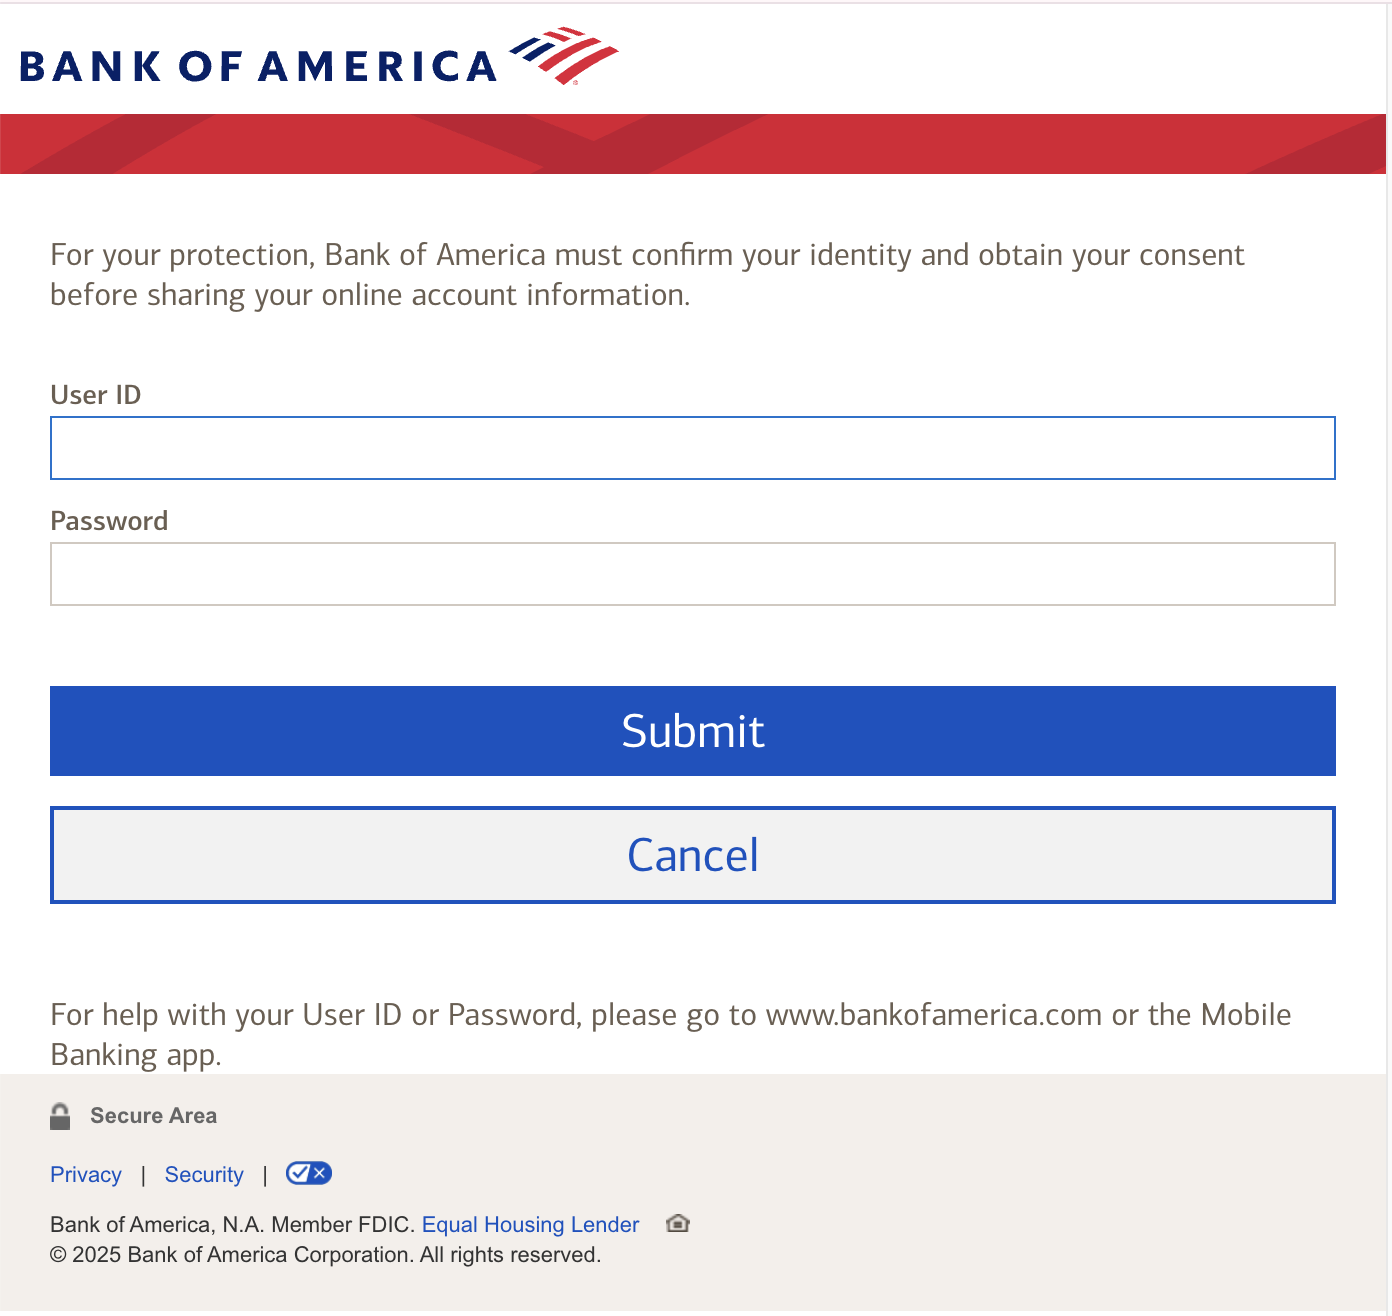 BANK OF AMERICA
For your protection, Bank of America must confirm your identity and obtain your consent
before sharing your online account information.
User ID
Password
Submit
Cancel
For help with your User ID or Password, please go to www.bankofamerica.com or the Mobile
Banking app.
Secure Area
Privacy | Security |
Bank of America, N.A. Member FDIC. Equal Housing Lender
© 2025 Bank of America Corporation. All rights reserved.